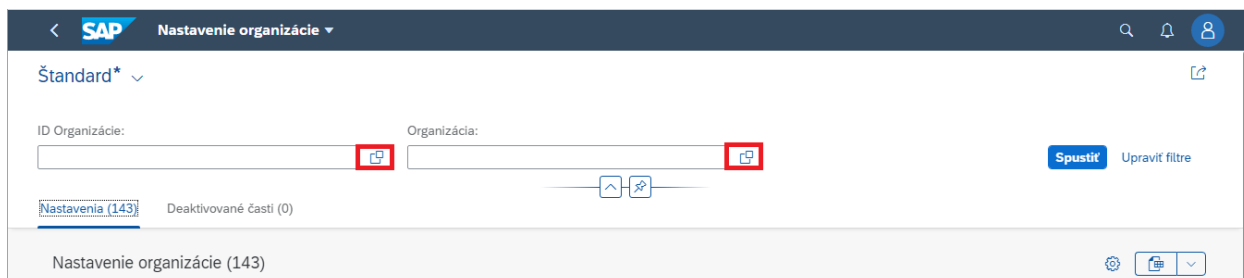 SAP Nastavenie organizácie
Štandard*
ID Organizácie: Organizácia:
Spustiť Upraviť filtre
Nastavenia (143) Deaktivované časti (0)
Nastavenie organizácie (143)